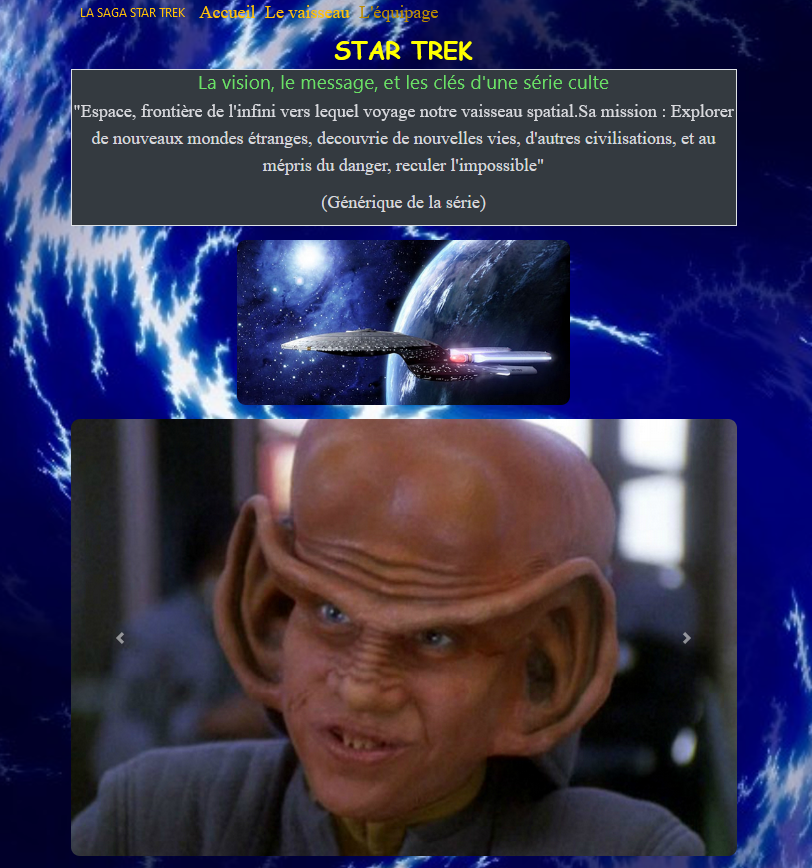 LA SAGA STAR TREK Accueil Le vaisseau L'équipage
STAR TREK
La vision, le message, et les clés d'une série culte
"Espace, frontière de l'infini vers lequel voyage notre vaisseau spatial.Sa mission : Explorer
de nouveaux mondes étranges, decouvrie de nouvelles vies, d'autres civilisations, et au
mépris du danger, reculer l'impossible"
(Générique de la série)